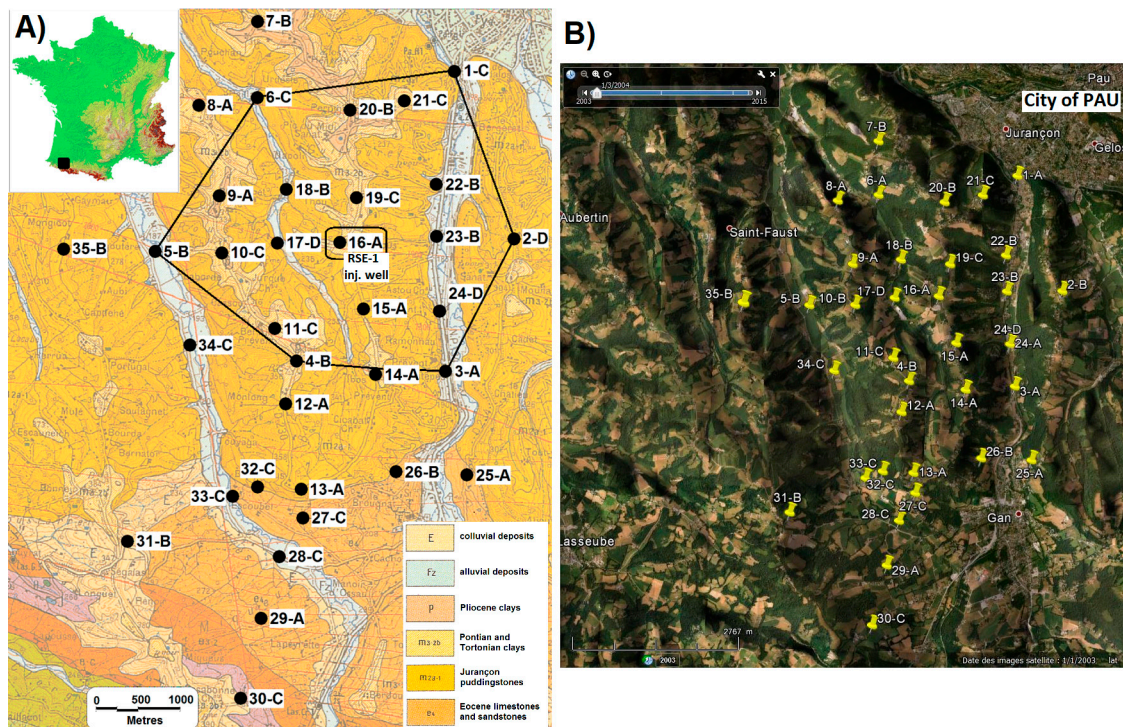 A)
7-B
1-C
6-C
8-A
20-B
21-C
22-B
9-A
18-B
19-C
35-B
5-B
10-C
17-D
16-A
RSE-1
inj. well
23-B
2-D
24-D
15-A
11-C
34-C
4-B
14-A
3-A
12-A
26-B
25-A
32-C
33-C
13-A
27-C
31-B
28-C
29-A
30-C
0 500 1000
Metres
E colluvial deposits
Fz alluvial deposits
p Pliocene clays
m3-2b Pontian and
Tortonian clays
m2a-1 Jurançon
puddingstones
e4 Eocene limestones
and sandstones
B)
1/3/2004
2003 2015
Pau
City of PAU
7-B
Jurançon
Gelos
8-A
6-A
20-B
21-C
1-A
Aubertin
Saint-Faust
9-A
18-B
19-C
22-B
23-B
2-B
35-B
5-B
10-B
17-D
16-A
24-D
24-A
15-A
11-C
34-C
4-B
3-A
12-A
14-A
26-B
25-A
33-C
32-C
13-A
31-B
27-C
28-C
Gan
Lasseube
29-A
30-C
2767 m
2003
Date des images satellite : 1/1/2003 lat